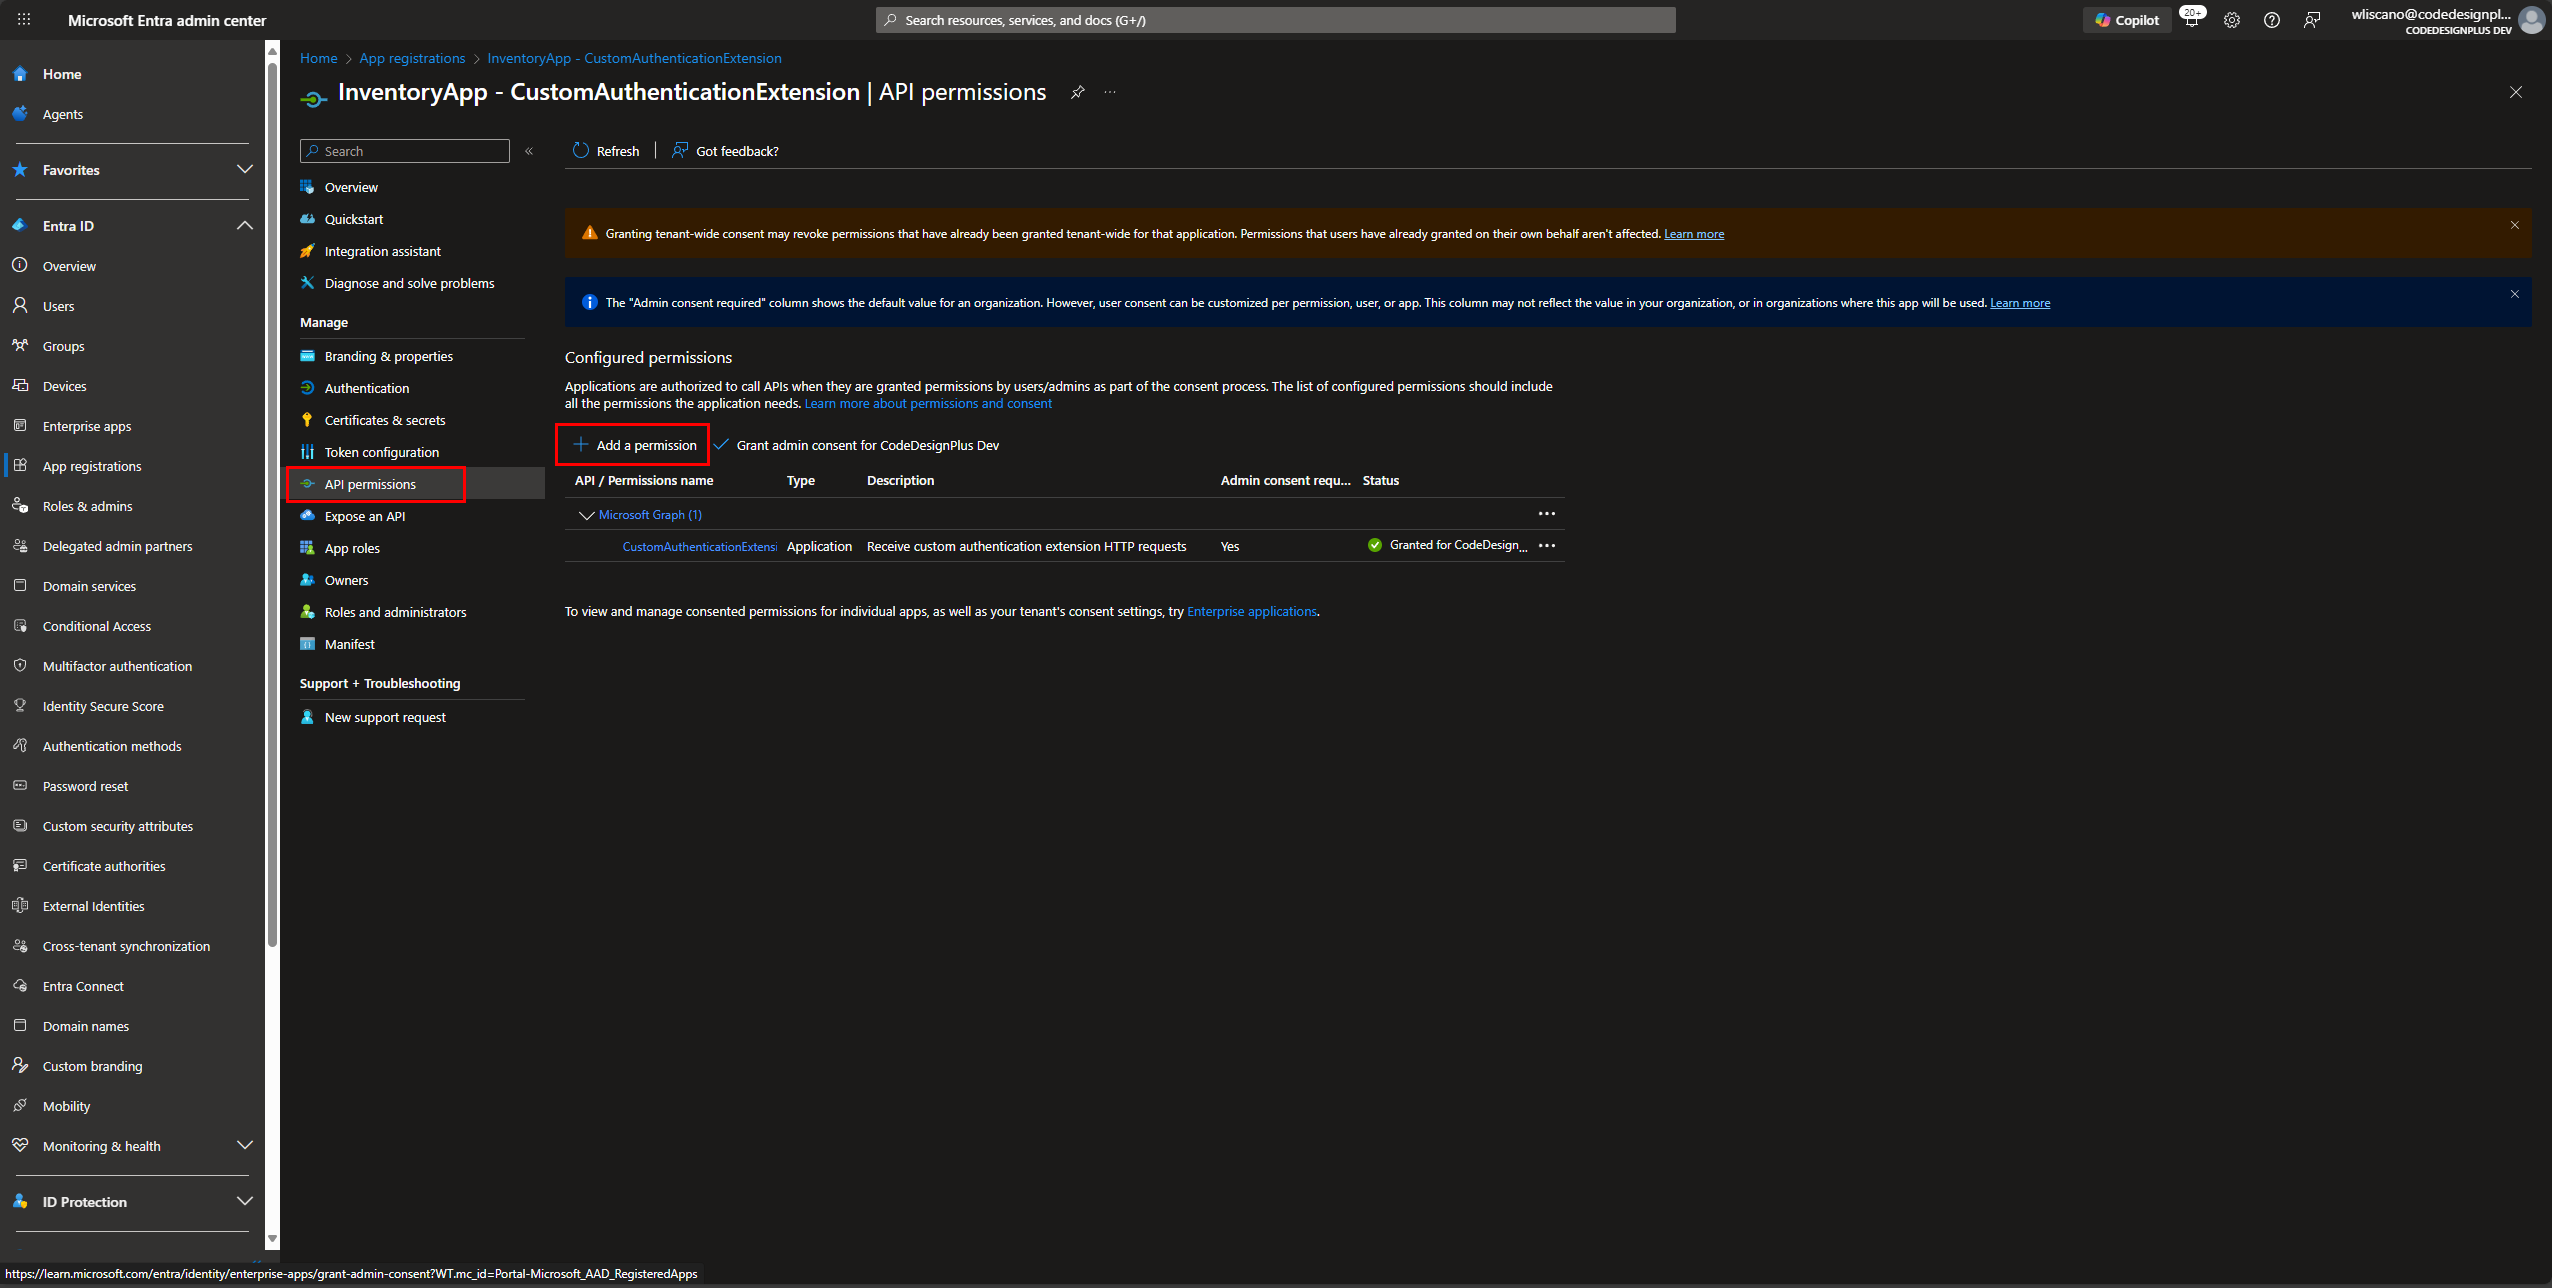 Microsoft Entra admin center
Search resources, services, and docs (G+/)
Copilot
20+
wliscano@codedesignpl...
CODEDESIGNPLUS DEV
Home
Agents
Favorites
Entra ID
Overview
Users
Groups
Devices
Enterprise apps
App registrations
Roles & admins
Delegated admin partners
Domain services
Conditional Access
Multifactor authentication
Identity Secure Score
Authentication methods
Password reset
Custom security attributes
Certificate authorities
External Identities
Cross-tenant synchronization
Entra Connect
Domain names
Custom branding
Mobility
Monitoring & health
ID Protection
Home > App registrations > InventoryApp - CustomAuthenticationExtension
InventoryApp - CustomAuthenticationExtension | API permissions
Search
Overview
Quickstart
Integration assistant
Diagnose and solve problems
Manage
Branding & properties
Authentication
Certificates & secrets
Token configuration
API permissions
Expose an API
App roles
Owners
Roles and administrators
Manifest
Support + Troubleshooting
New support request
Refresh
Got feedback?
Granting tenant-wide consent may revoke permissions that have already been granted tenant-wide for that application. Permissions that users have already granted on their own behalf aren't affected. Learn more
The "Admin consent required" column shows the default value for an organization. However, user consent can be customized per permission, user, or app. This column may not reflect the value in your organization, or in organizations where this app will be used. Learn more
Configured permissions
Applications are authorized to call APIs when they are granted permissions by users/admins as part of the consent process. The list of configured permissions should include
all the permissions the application needs. Learn more about permissions and consent
Add a permission
Grant admin consent for CodeDesignPlus Dev
API / Permissions name Type Description Admin consent requ... Status
Microsoft Graph (1)
CustomAuthenticationExtensi Application Receive custom authentication extension HTTP requests Yes Granted for CodeDesign...
To view and manage consented permissions for individual apps, as well as your tenant's consent settings, try Enterprise applications.
https://learn.microsoft.com/entra/identity/enterprise-apps/grant-admin-consent?WT.mc_id=Portal-Microsoft_AAD_RegisteredApps